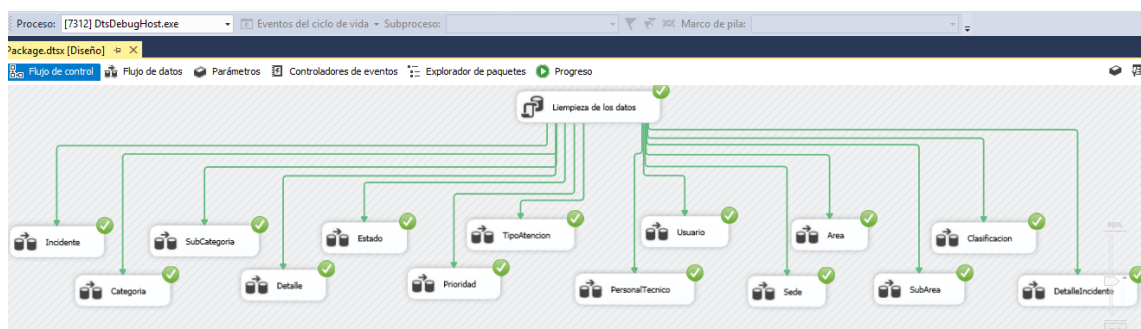 Proceso: [7312] DtsDebugHost.exe Eventos del ciclo de vida Subproceso: Marco de pila:
Package.dtsx [Diseño]
Flujo de control Flujo de datos Parámetros Controladores de eventos Explorador de paquetes Progreso
Liempieza de los datos
Incidente
SubCategoria
Estado
TipoAtencion
Usuario
Area
Clasificacion
Categoria
Detalle
Prioridad
PersonalTecnico
Sede
SubArea
DetalleIncidente